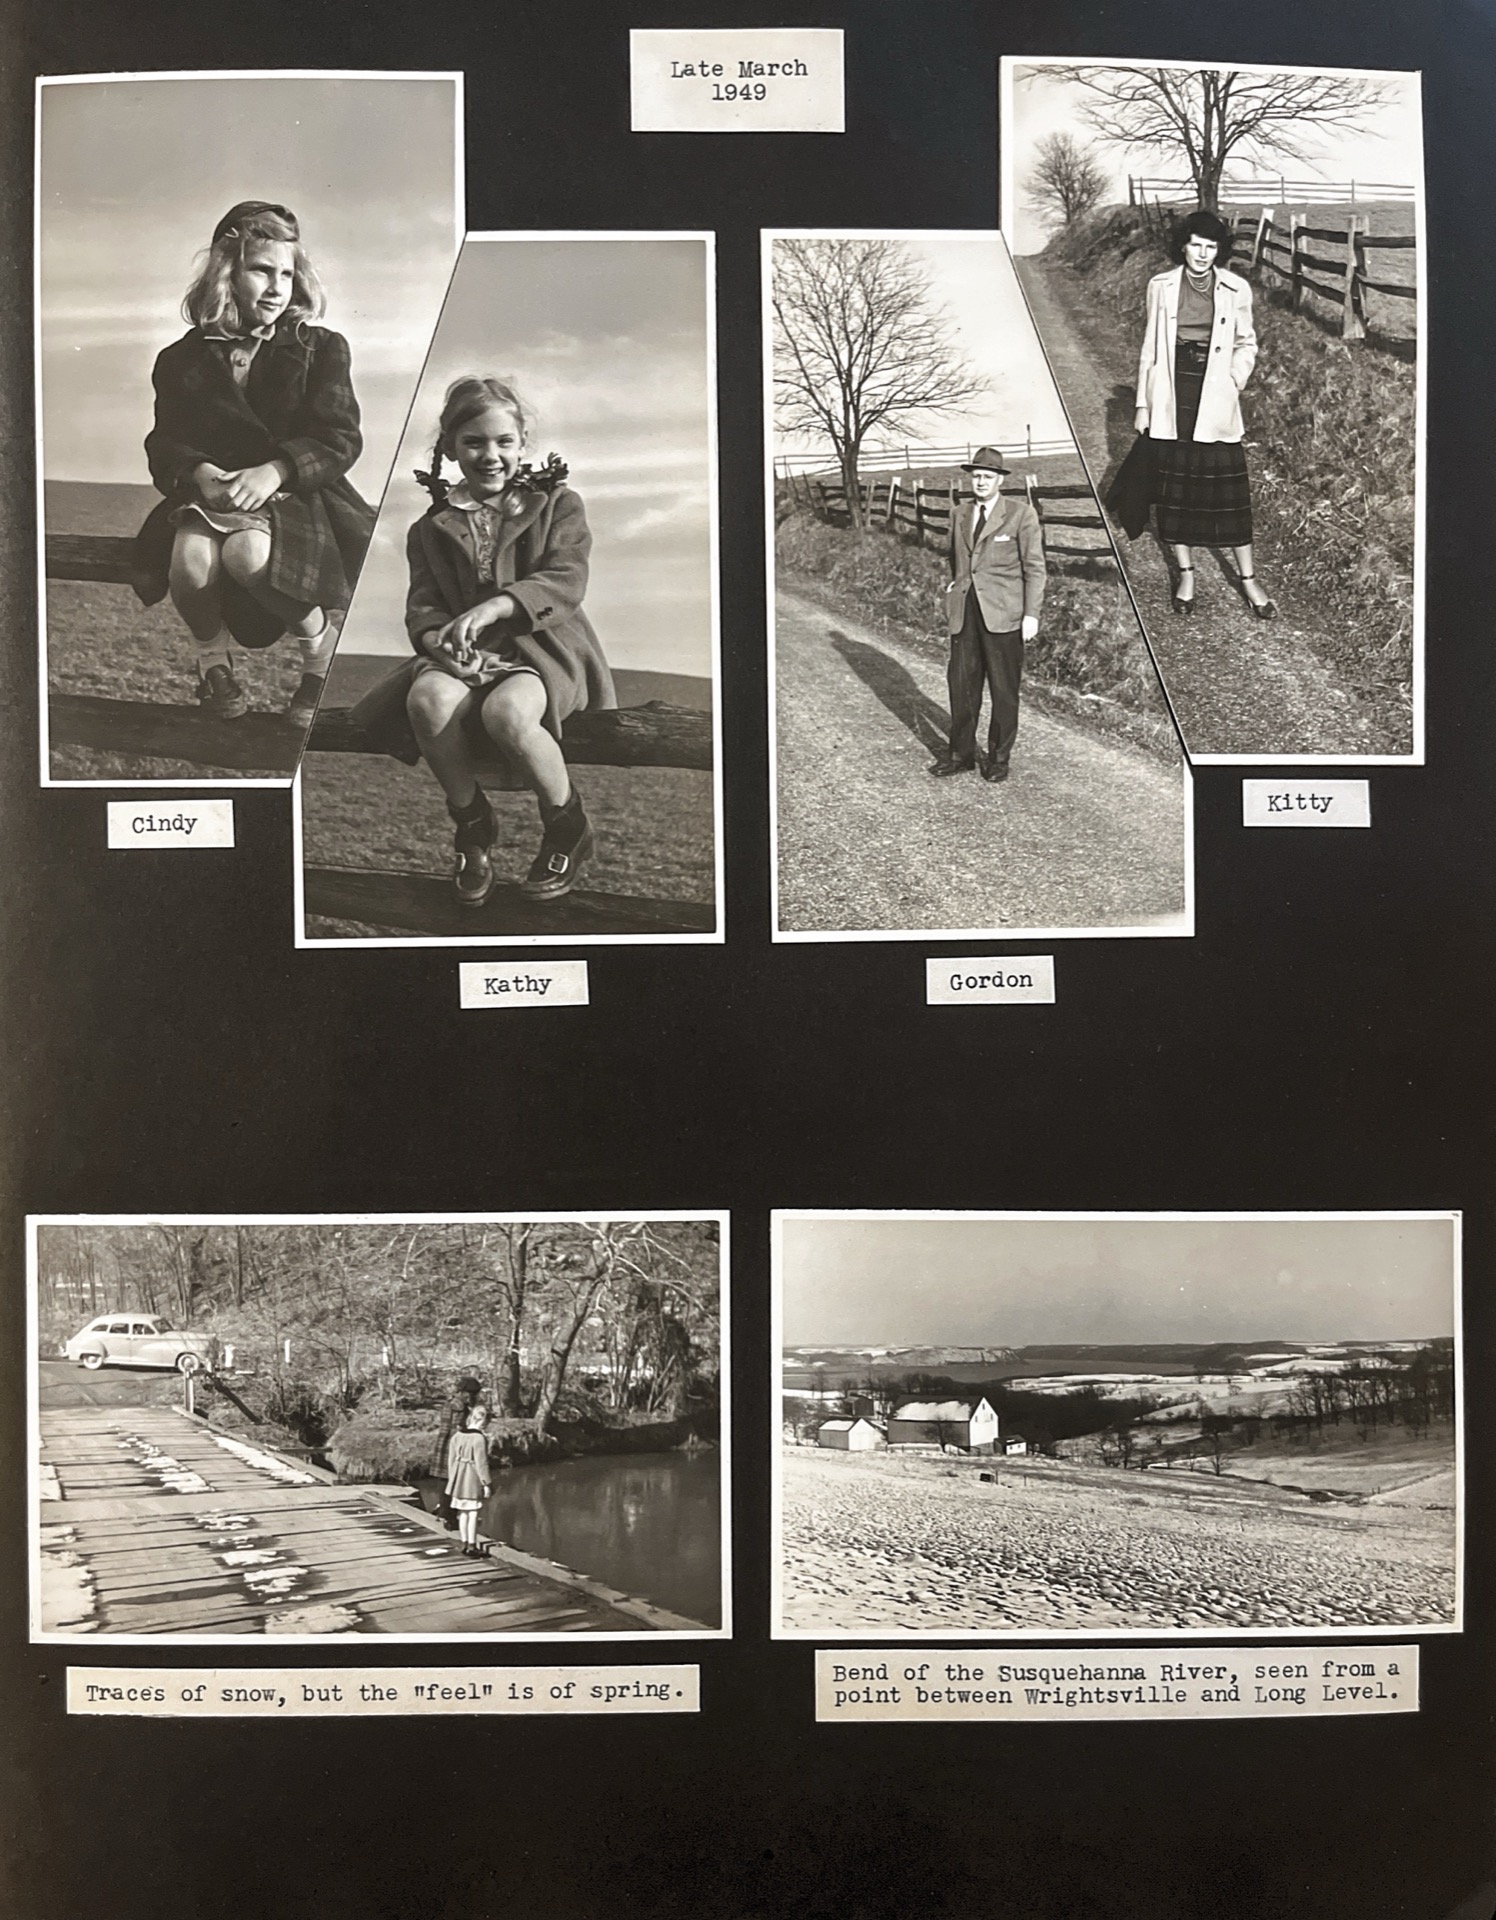 Late March
1949
Cindy
Kathy
Gordon
Kitty
Traces of snow, but the "feel" is of spring.
Bend of the Susquehanna River, seen from a
point between Wrightsville and Long Level.